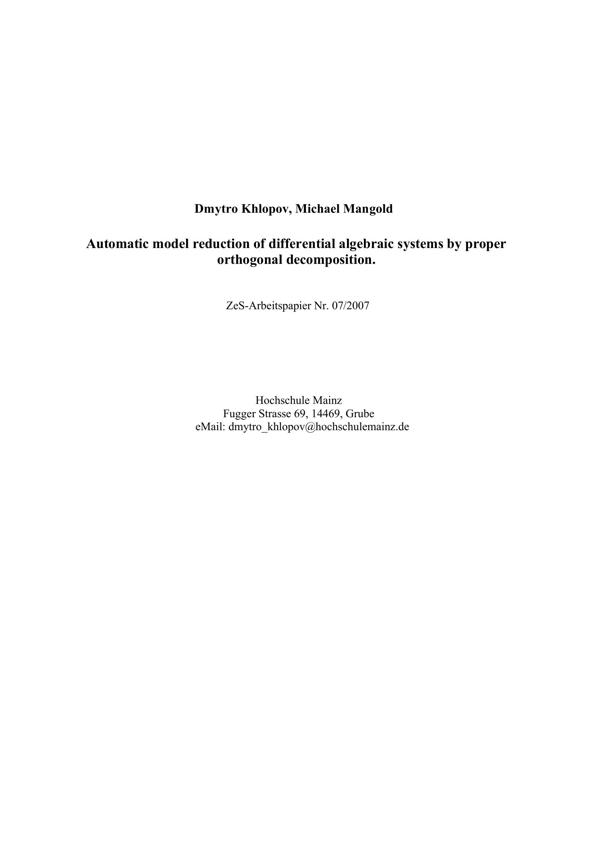 Dmytro Khlopov, Michael Mangold
Automatic model reduction of differential algebraic systems by proper
orthogonal decomposition.
ZeS-Arbeitspapier Nr. 07/2007
Hochschule Mainz
Fugger Strasse 69, 14469, Grube
eMail: dmytro_khlopov@hochschulemainz.de